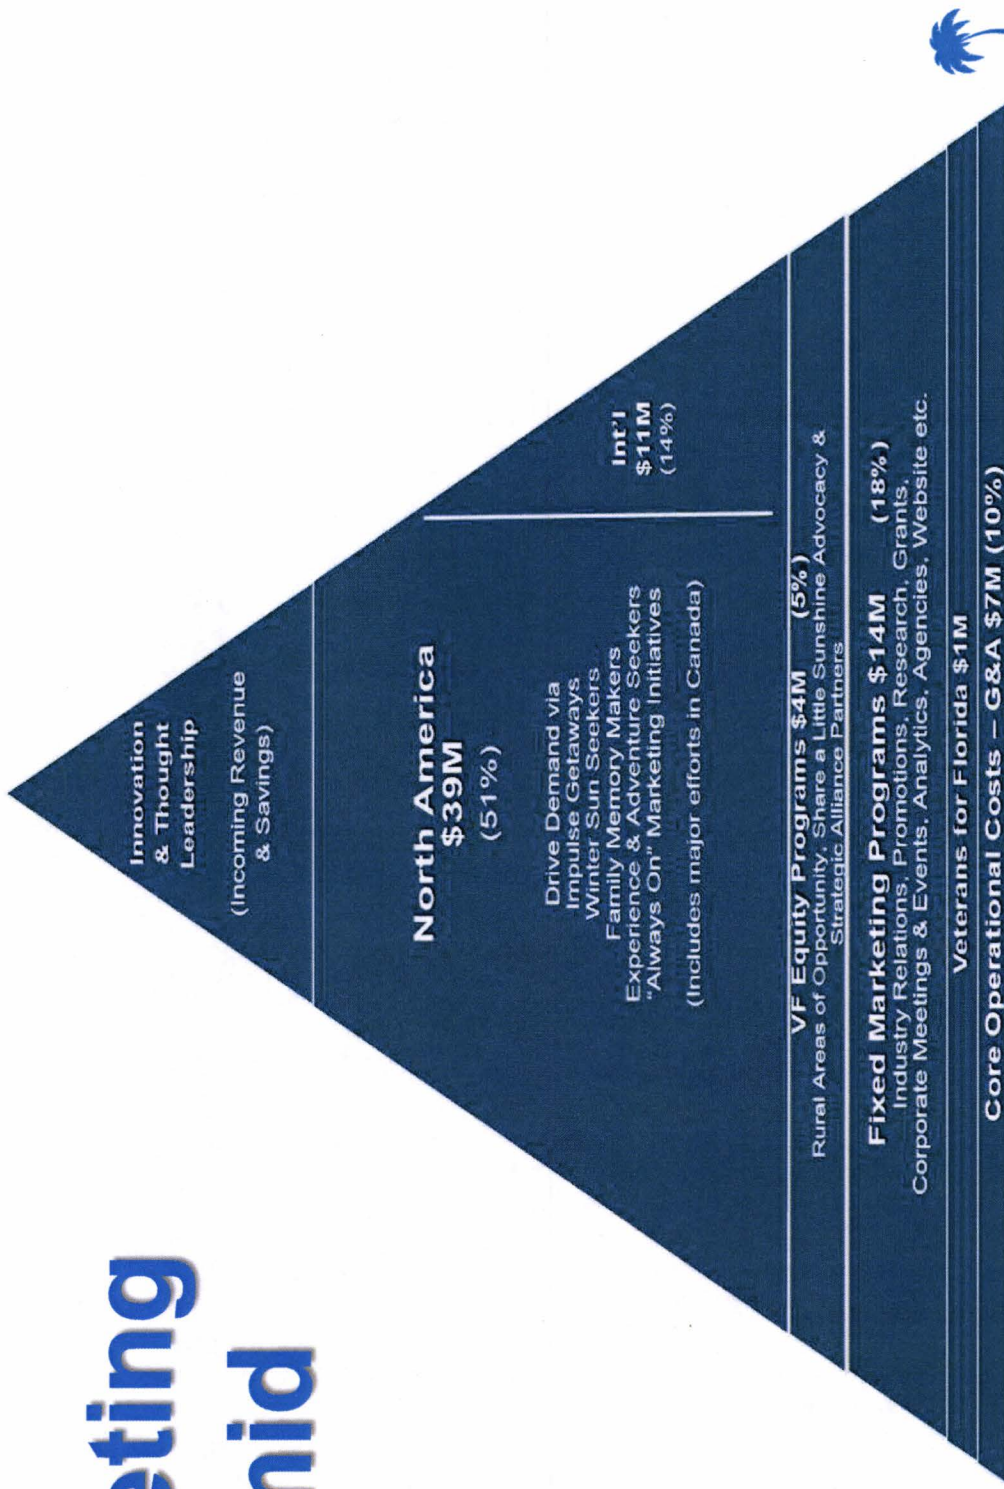 eting
nid
Innovation
& Thought
Leadership
(Incoming Revenue
& Savings)
North America
$39M
(51%)
Drive Demand via
Impulse Getaways
Winter Sun Seekers
Family Memory Makers
Experience & Adventure Seekers
"Always On" Marketing Initiatives
(Includes major efforts in Canada)
Int'l
$11M
(14%)
VF Equity Programs $4M (5%)
Rural Areas of Opportunity, Share a Little Sunshine Advocacy &
Strategic Alliance Partners
Fixed Marketing Programs $14M (18%)
Industry Relations, Promotions, Research, Grants,
Corporate Meetings & Events, Analytics, Agencies, Website etc.
Veterans for Florida $1M
Core Operational Costs – G&A $7M (10%)